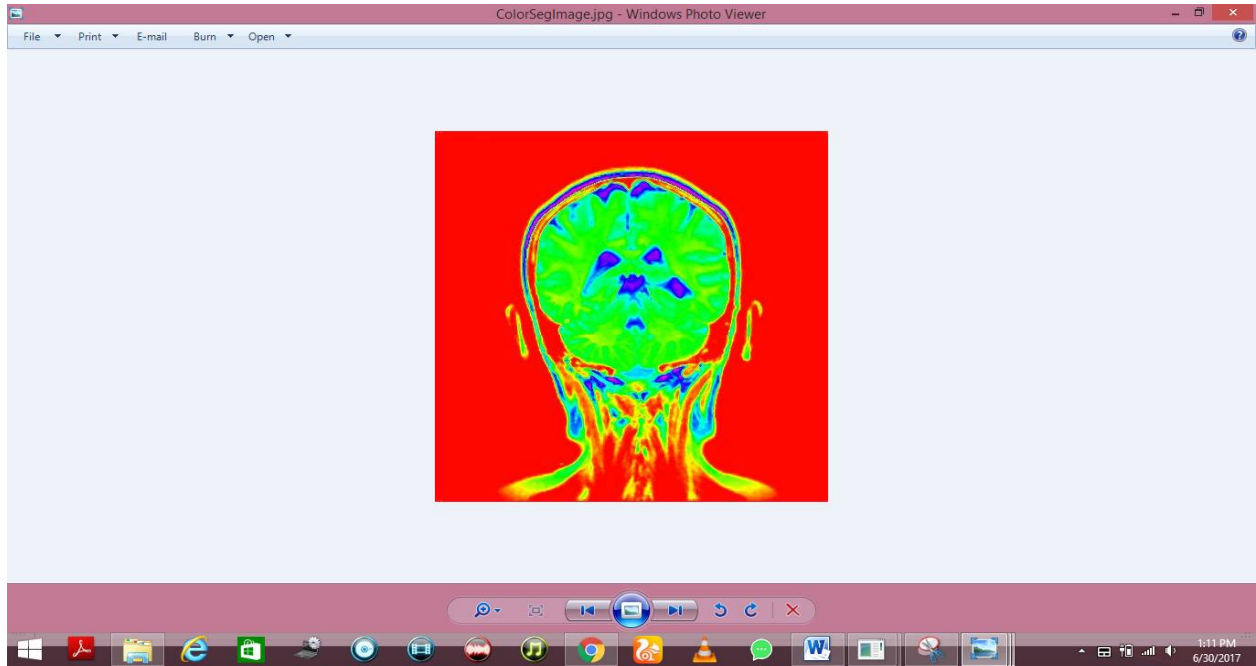 ColorSegImage.jpg - Windows Photo Viewer
File Print E-mail Burn Open
1:11 PM
6/30/2017